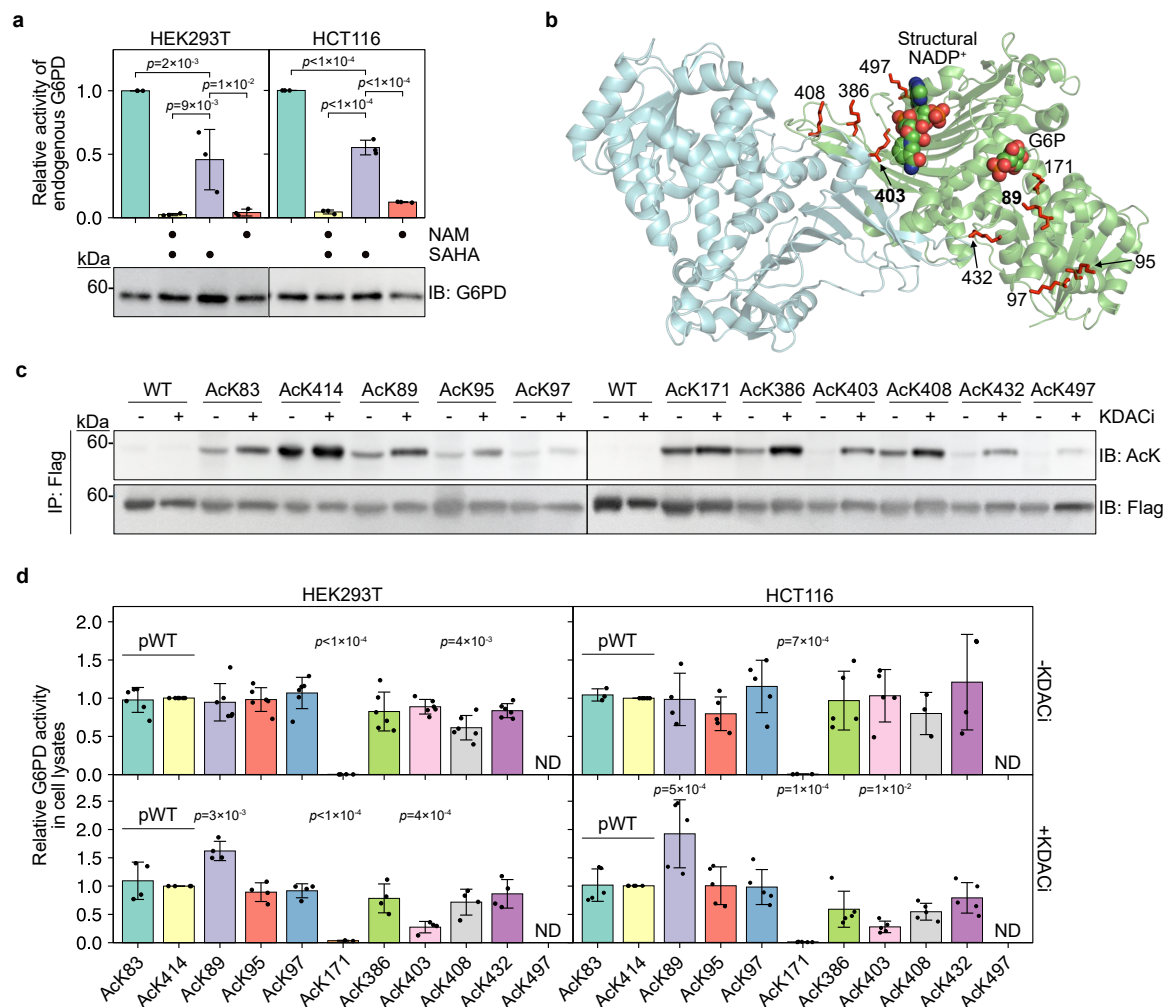 a
HEK293T HCT116
p=2×10-3 p<1×10-4
p=1×10-2 p<1×10-4
p=9×10-3 p<1×10-4
Relative activity of
endogenous G6PD
1.0
0.5
0.0
NAM
SAHA
kDa
60
IB: G6PD
b
Structural
NADP+
497
386
408
G6P
171
403
89
432
95
97
c
WT AcK83 AcK414 AcK89 AcK95 AcK97 WT AcK171 AcK386 AcK403 AcK408 AcK432 AcK497
- + - + - + - + - + - + - + - + - + - + - + - + - + KDACi
kDa
60
IB: AcK
IP: Flag
60
IB: Flag
d
HEK293T HCT116
Relative G6PD activity
in cell lysates
2.0
1.5
1.0
0.5
0.0
pWT p<1×10-4 p=4×10-3 ND
pWT p=7×10-4 ND
-KDACi
2.5
2.0
1.5
1.0
0.5
0.0
pWT p=3×10-3 p<1×10-4 p=4×10-4 ND
pWT p=5×10-4 p=1×10-4 p=1×10-2 ND
+KDACi
AcK83 AcK414 AcK89 AcK95 AcK97 AcK171 AcK386 AcK403 AcK408 AcK432 AcK497 AcK83 AcK414 AcK89 AcK95 AcK97 AcK171 AcK386 AcK403 AcK408 AcK432 AcK497